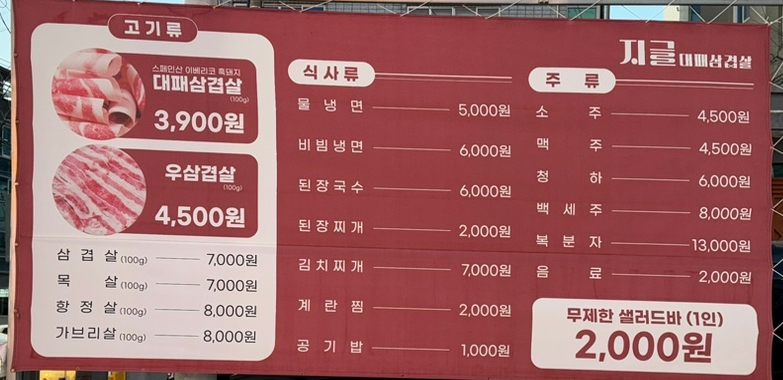 고기류
스페인산 이베리코 흑돼지
대패삼겹살
(100g)
3,900원
우삼겹살
(100g)
4,500원
삼겹살 (100g) 7,000원
목살 (100g) 7,000원
항정살 (100g) 8,000원
가브리살 (100g) 8,000원
식사류
물냉면 5,000원
비빔냉면 6,000원
된장국수 6,000원
된장찌개 2,000원
김치찌개 7,000원
계란찜 2,000원
공기밥 1,000원
지글 대패삼겹살
주류
소주 4,500원
맥주 4,500원
청하 6,000원
백세주 8,000원
복분자 13,000원
음료 2,000원
무제한 샐러드바 (1인)
2,000원